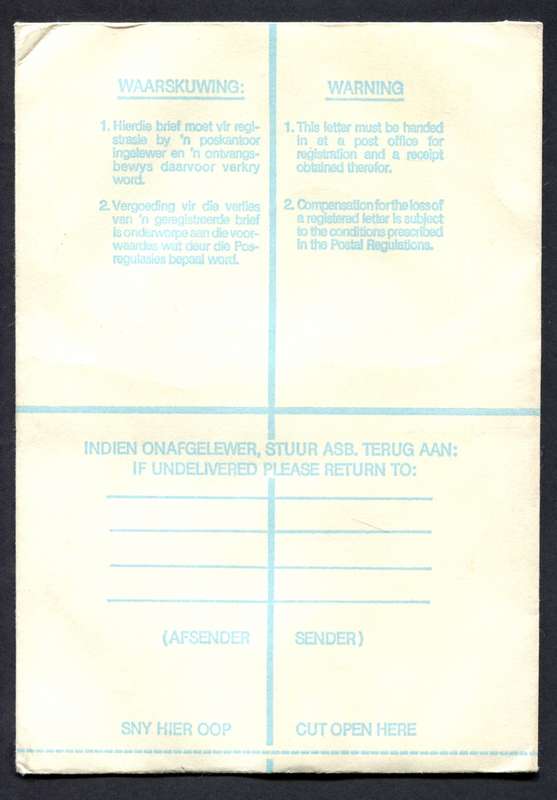 WAARSKUWING:
1. Hierdie brief moet vir regi-
strasie by 'n poskantoor
ingelewer en 'n ontvangs-
bewys daarvoor verkry
word.
2. Vergoeding vir die verlies
van 'n geregistreerde brief
is onderworpe aan die voor-
waardes wat deur die Pos-
regulasies bepaal word.
WARNING
1. This letter must be handed
in at a post office for
registration and a receipt
obtained therefor.
2. Compensation for the loss of
a registered letter is subject
to the conditions prescribed
in the Postal Regulations.
INDIEN ONAFGELEWER, STUUR ASB. TERUG AAN:
IF UNDELIVERED PLEASE RETURN TO:
(AFSENDER SENDER)
SNY HIER OOP CUT OPEN HERE